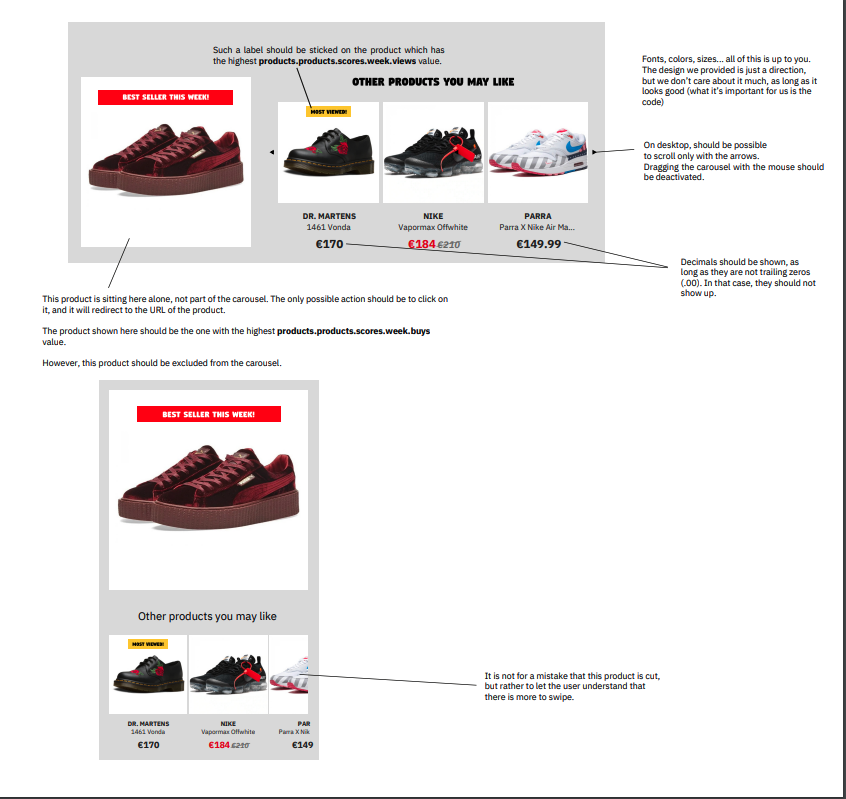 Such a label should be sticked on the product which has
the highest products.products.scores.week.views value.
Fonts, colors, sizes... all of this is up to you.
The design we provided is just a direction,
but we don't care about it much, as long as it
looks good (what it's important for us is the
code)
OTHER PRODUCTS YOU MAY LIKE
BEST SELLER THIS WEEK!
MOST VIEWED!
On desktop, should be possible
to scroll only with the arrows.
Dragging the carousel with the mouse should
be deactivated.
DR. MARTENS
1461 Vonda
€170
NIKE
Vapormax Offwhite
€184 €210
PARRA
Parra X Nike Air Ma...
€149.99
Decimals should be shown, as
long as they are not trailing zeros
(.00). In that case, they should not
show up.
This product is sitting here alone, not part of the carousel. The only possible action should be to click on
it, and it will redirect to the URL of the product.
The product shown here should be the one with the highest products.products.scores.week.buys
value.
However, this product should be excluded from the carousel.
BEST SELLER THIS WEEK!
Other products you may like
MOST VIEWED!
DR. MARTENS
1461 Vonda
€170
NIKE
Vapormax Offwhite
€184 €210
PAR
Parra X Nik
€149
It is not for a mistake that this product is cut,
but rather to let the user understand that
there is more to swipe.